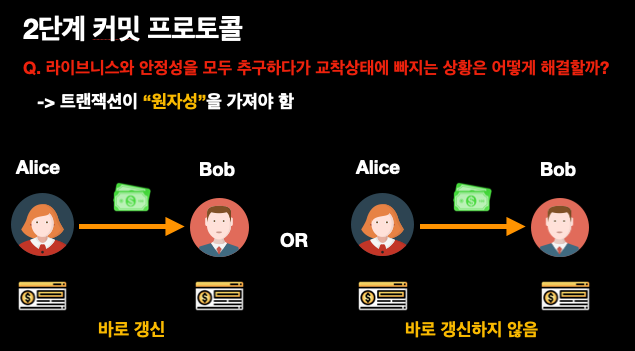 2단계 커밋 프로토콜
Q. 라이브니스와 안정성을 모두 추구하다가 교착상태에 빠지는 상황은 어떻게 해결할까?
-> 트랜잭션이 “원자성”을 가져야 함
Alice Bob Alice Bob
OR
바로 갱신 바로 갱신하지 않음